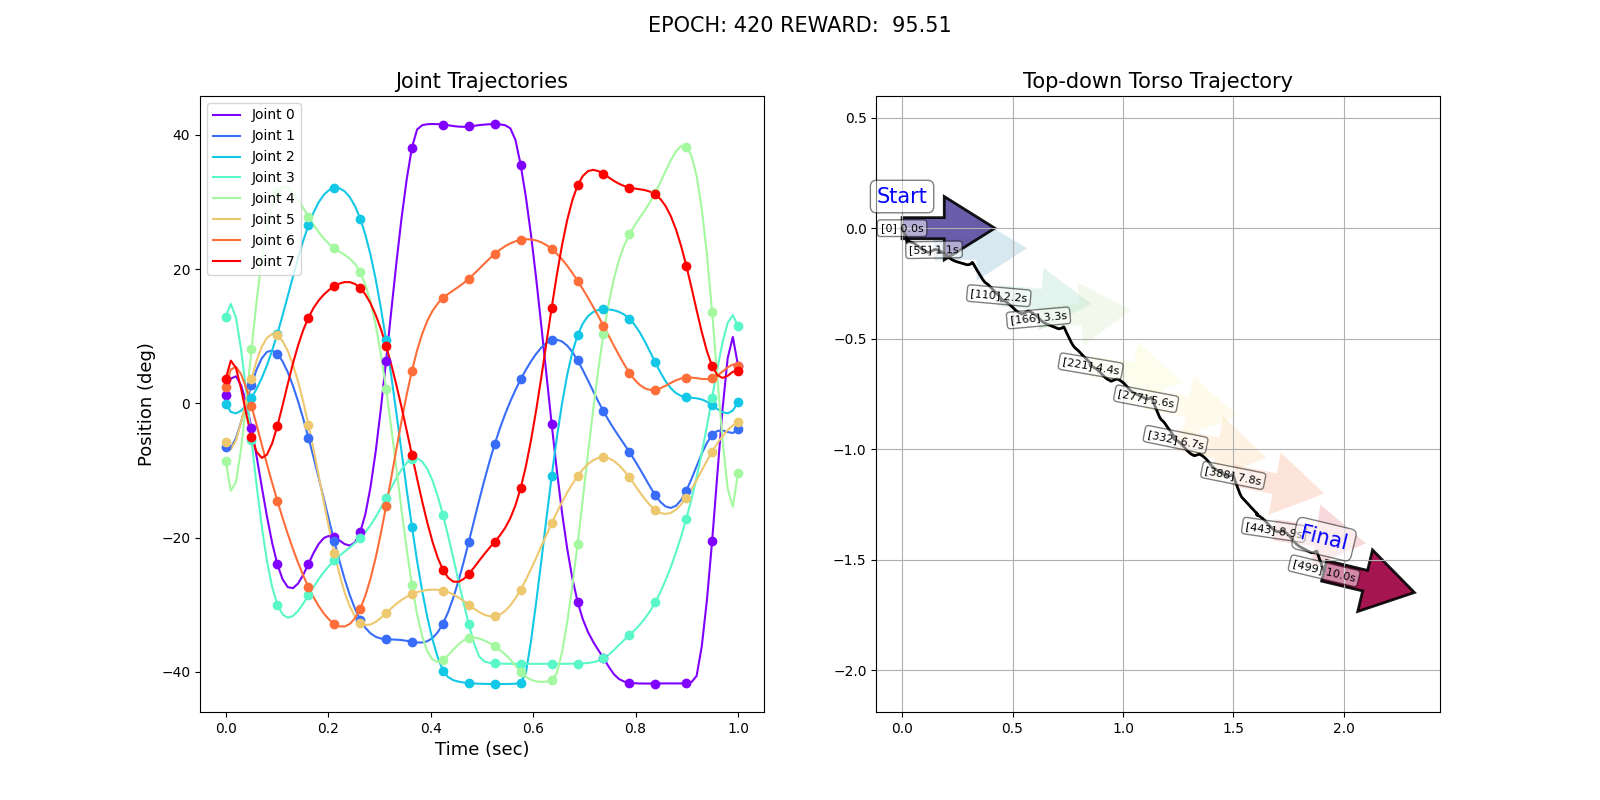 EPOCH: 420 REWARD:  95.51
Joint Trajectories
Position (deg)
40
20
0
−20
−40
Joint 0
Joint 1
Joint 2
Joint 3
Joint 4
Joint 5
Joint 6
Joint 7
0.0
0.2
0.4
0.6
0.8
1.0
Time (sec)
Top-down Torso Trajectory
0.5
0.0
−0.5
−1.0
−1.5
−2.0
Start
[0] 0.0s
[55] 1.1s
[110] 2.2s
[166] 3.3s
[221] 4.4s
[277] 5.6s
[332] 6.7s
[388] 7.8s
[443] 8.9s
Final
[499] 10.0s
0.0
0.5
1.0
1.5
2.0